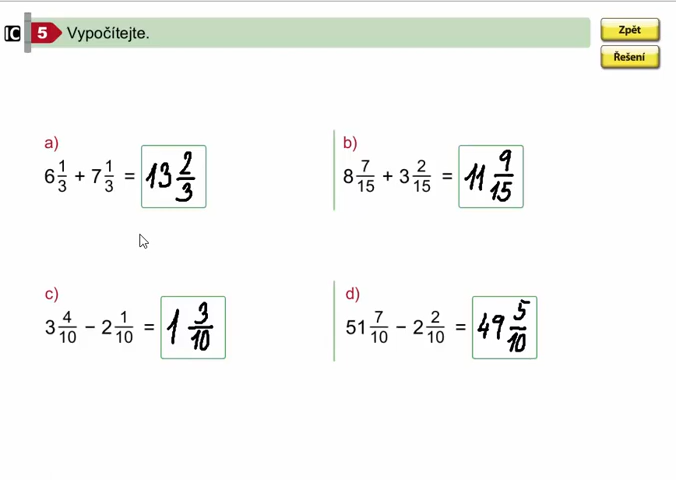 IC 5 Vypočítejte. Zpět
Řešení
a) b)
6 1/3 + 7 1/3 = 13 2/3 8 7/15 + 3 2/15 = 11 9/15
c) d)
3 4/10 − 2 1/10 = 1 3/10 51 7/10 − 2 2/10 = 49 5/10